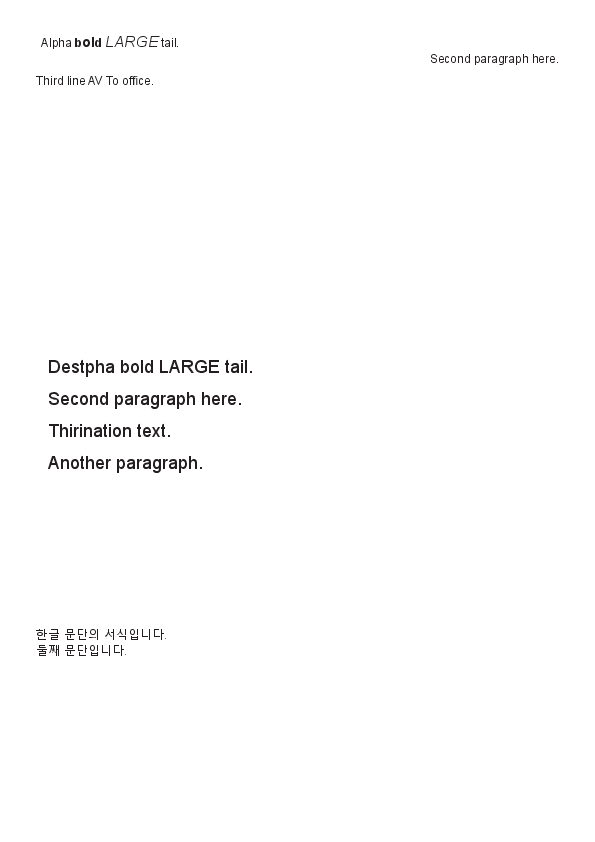 Alpha bold LARGE tail.
Second paragraph here.
Third line AV To office.
Destpha bold LARGE tail.
Second paragraph here.
Thirination text.
Another paragraph.
한글 문단의 서식입니다.
둘째 문단입니다.